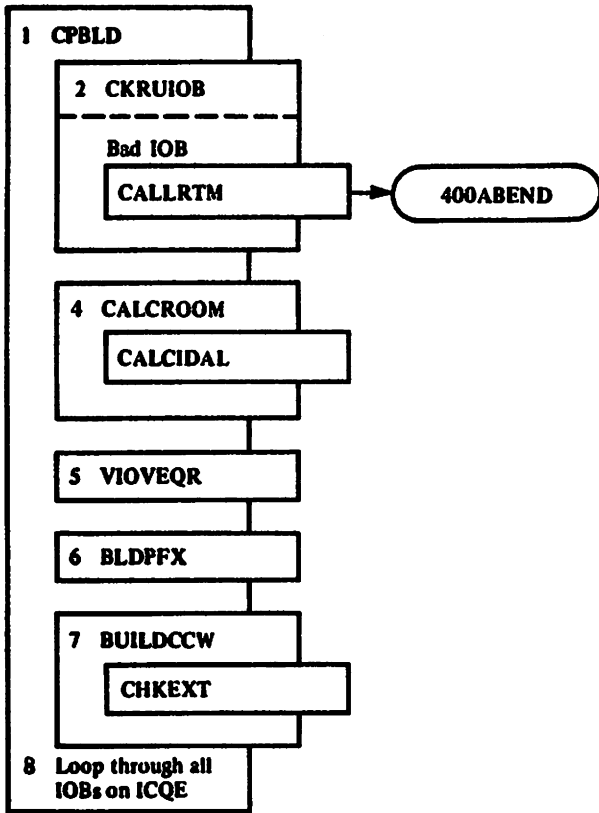 1 CPBLD
2 CKRUIOB
Bad IOB
CALLRTM
400ABEND
4 CALCROOM
CALCIDAL
5 VIOVEQR
6 BLDPFX
7 BUILDCCW
CHKEXT
8 Loop through all
IOBs on ICQE